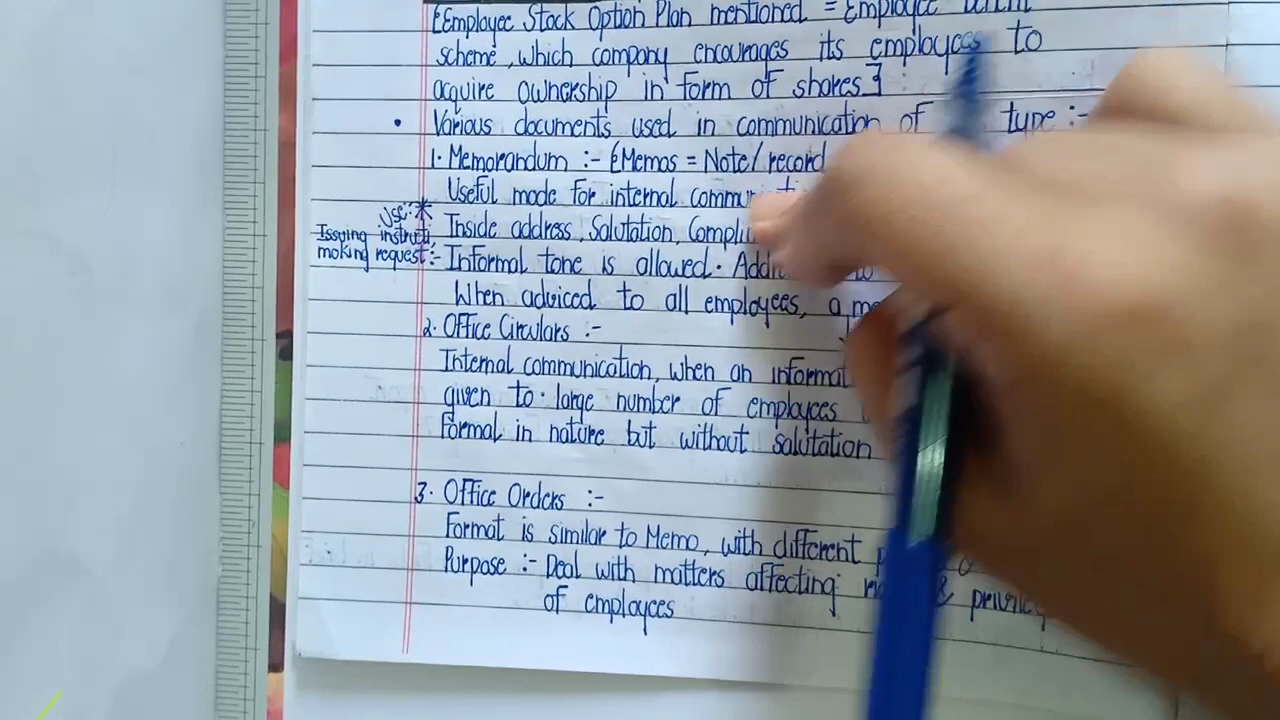 [Employee Stock Option Plan mentioned = Employee
scheme, which company encourages its employees to
acquire ownership in form of shares]
• Various documents used in communication of type :-
1. Memorandum :- [Memos = Note/record
Useful mode for internal
Use:- *
Inside address, Salutation,
Issuing
making request:-
Informal tone is allowed.
When adviced to all employees, a
2. Office Circulars :-
Internal communication, when an
given to large number of employees
Formal in nature but without salutation
3. Office Orders :-
Format is similar to Memo, with different
Purpose :- Deal with matters affecting &
of employees